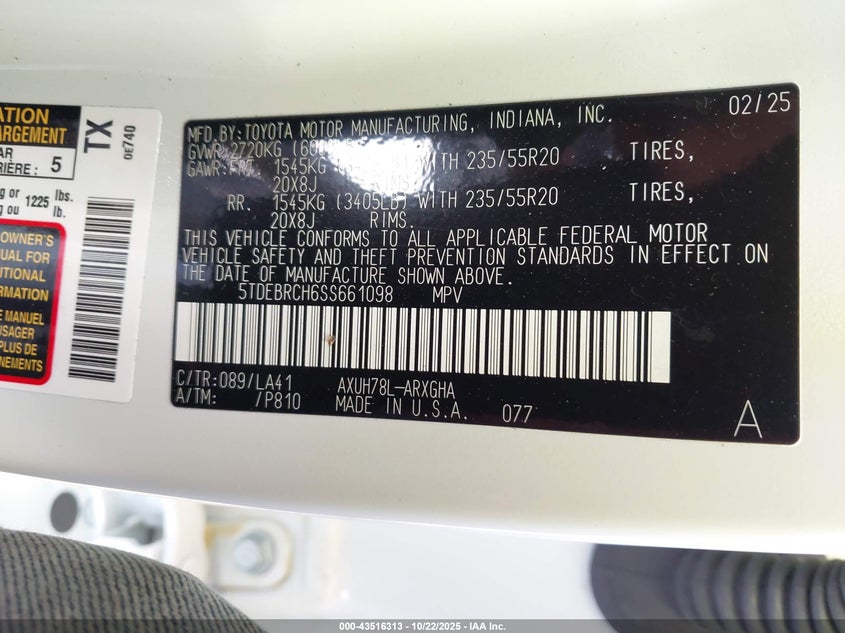 ATION
ARGEMENT
TX
0E740
AR
RIÈRE : 5
g or
g ou 1225 lbs.
lb.
OWNER'S
UAL FOR
ITIONAL
RMATION
E MANUEL
USAGER
PLUS DE
NEMENTS
02/25
MFD.BY:TOYOTA MOTOR MANUFACTURING, INDIANA, INC.
GVWR 2720KG
GAWR:FRT. 1545KG WITH 235/55R20 TIRES,
20X8J RIMS.
RR. 1545KG (3405LB) WITH 235/55R20 TIRES,
20X8J RIMS.
THIS VEHICLE CONFORMS TO ALL APPLICABLE FEDERAL MOTOR
VEHICLE SAFETY AND THEFT PREVENTION STANDARDS IN EFFECT ON
THE DATE OF MANUFACTURE SHOWN ABOVE.
5TDEBRCH6SS661098 MPV
C/TR:089/LA41 AXUH78L-ARXGHA
A/TM: /P810 MADE IN U.S.A. 077
A
000-43516313 - 10/22/2025 - IAA Inc.